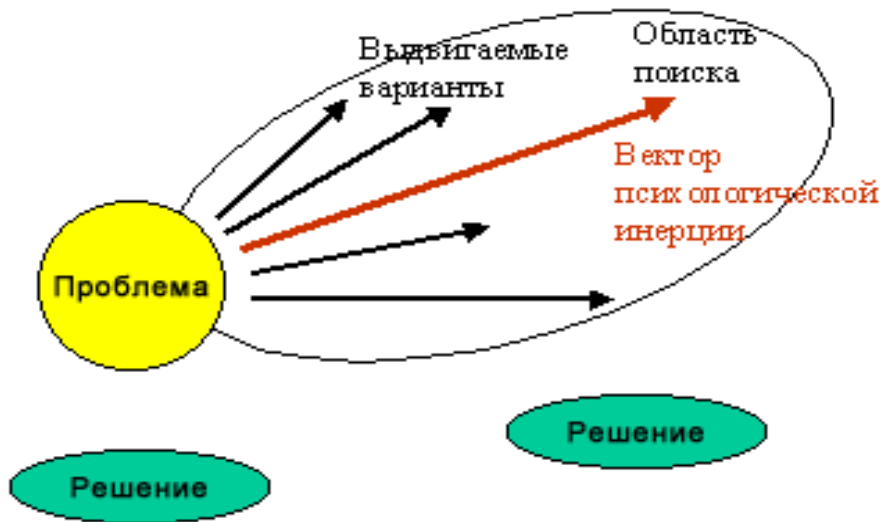 Выдвигаемые
варианты
Область
поиска
Вектор
психологической
инерции
Проблема
Решение
Решение